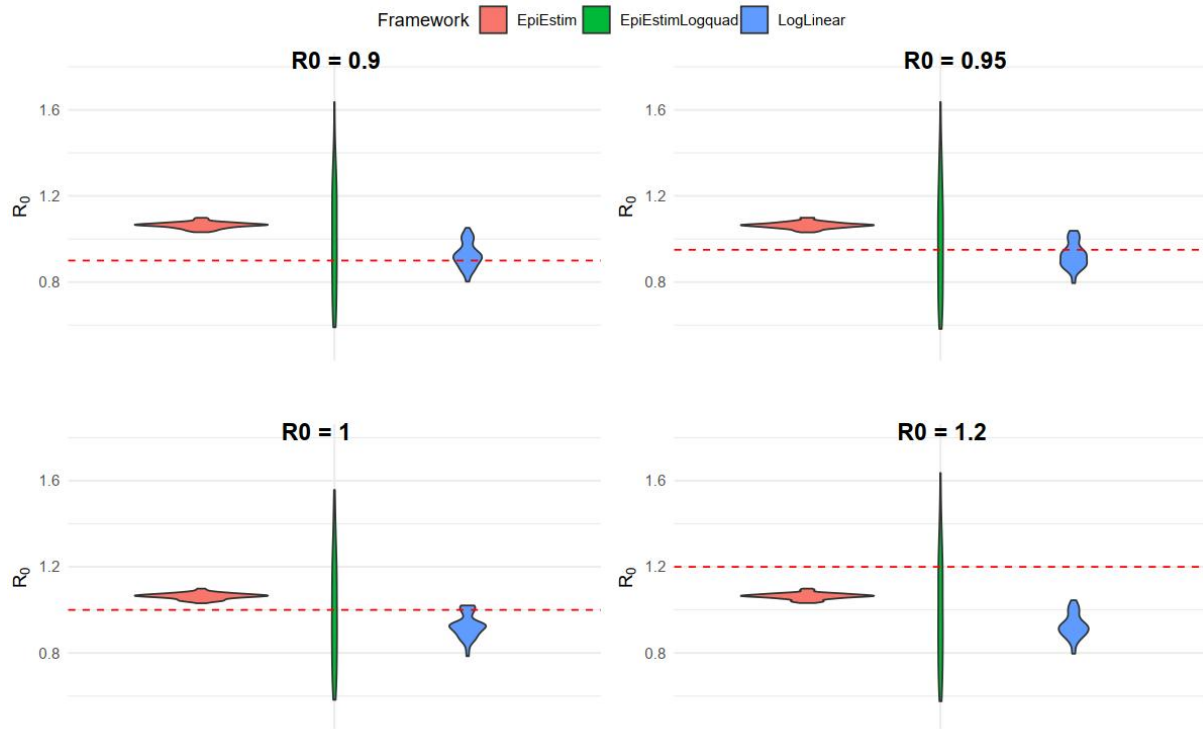 Framework EpiEstim EpiEstimLogquad LogLinear
R0 = 0.9
R0 = 0.95
1.6
1.2
0.8
R₀
1.6
1.2
0.8
R₀
R0 = 1
R0 = 1.2
1.6
1.2
0.8
R₀
1.6
1.2
0.8
R₀